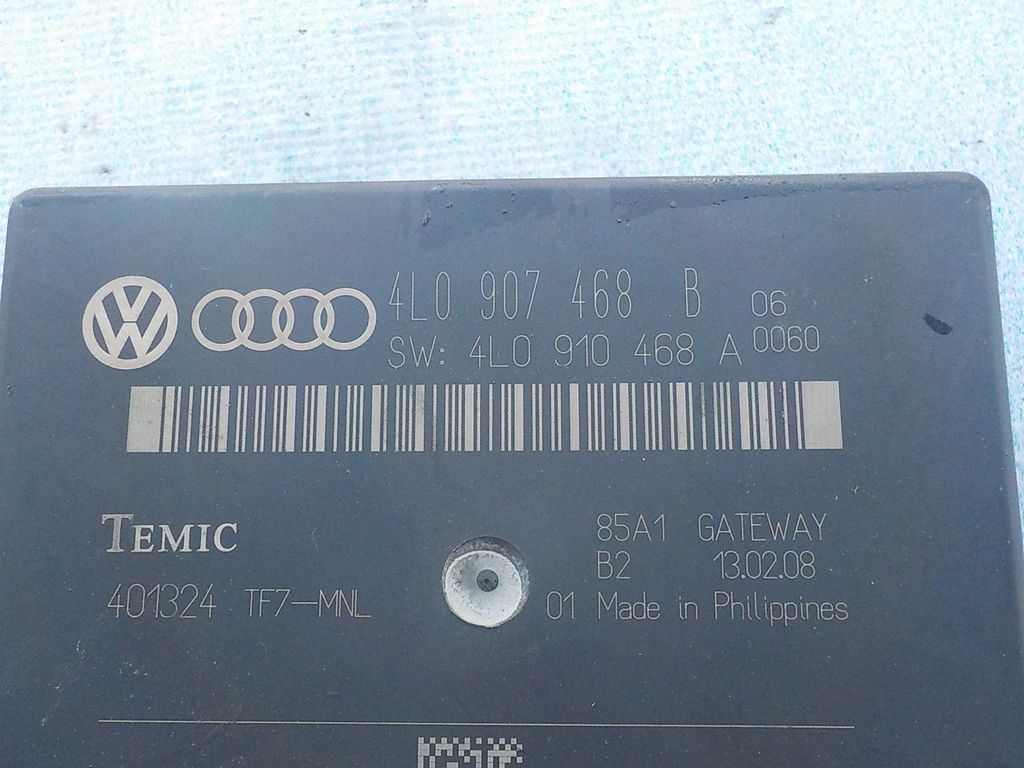 4L0 907 468 B 06
SW: 4L0 910 468 A 0060
TEMIC
85A1 GATEWAY
B2 13.02.08
401324 TF7-MNL
01 Made in Philippines